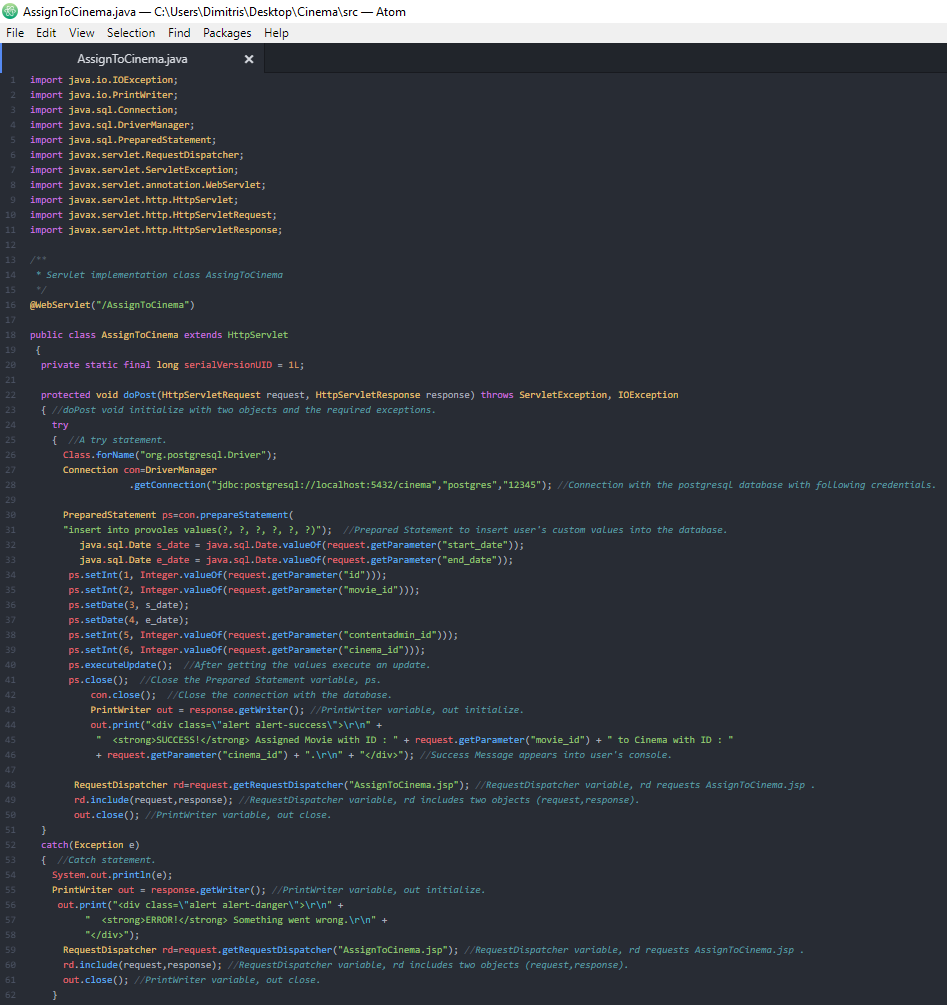 AssignToCinema.java — C:\Users\Dimitris\Desktop\Cinema\src — Atom
File Edit View Selection Find Packages Help
AssignToCinema.java ×
1 import java.io.IOException;
2 import java.io.PrintWriter;
3 import java.sql.Connection;
4 import java.sql.DriverManager;
5 import java.sql.PreparedStatement;
6 import javax.servlet.RequestDispatcher;
7 import javax.servlet.ServletException;
8 import javax.servlet.annotation.WebServlet;
9 import javax.servlet.http.HttpServlet;
10 import javax.servlet.http.HttpServletRequest;
11 import javax.servlet.http.HttpServletResponse;
12
13 /**
14  * Servlet implementation class AssingToCinema
15  */
16 @WebServlet("/AssignToCinema")
17
18 public class AssignToCinema extends HttpServlet
19  {
20   private static final long serialVersionUID = 1L;
21
22   protected void doPost(HttpServletRequest request, HttpServletResponse response) throws ServletException, IOException
23   { //doPost void initialize with two objects and the required exceptions.
24     try
25     {  //A try statement.
26       Class.forName("org.postgresql.Driver");
27       Connection con=DriverManager
28                   .getConnection("jdbc:postgresql://localhost:5432/cinema","postgres","12345"); //Connection with the postgresql database with following credentials.
29
30       PreparedStatement ps=con.prepareStatement(
31       "insert into provoles values(?, ?, ?, ?, ?, ?)");  //Prepared Statement to insert user's custom values into the database.
32          java.sql.Date s_date = java.sql.Date.valueOf(request.getParameter("start_date"));
33          java.sql.Date e_date = java.sql.Date.valueOf(request.getParameter("end_date"));
34        ps.setInt(1, Integer.valueOf(request.getParameter("id")));
35        ps.setInt(2, Integer.valueOf(request.getParameter("movie_id")));
36        ps.setDate(3, s_date);
37        ps.setDate(4, e_date);
38        ps.setInt(5, Integer.valueOf(request.getParameter("contentadmin_id")));
39        ps.setInt(6, Integer.valueOf(request.getParameter("cinema_id")));
40        ps.executeUpdate();  //After getting the values execute an update.
41        ps.close();  //Close the Prepared Statement variable, ps.
42            con.close();  //Close the connection with the database.
43            PrintWriter out = response.getWriter(); //PrintWriter variable, out initialize.
44            out.print("<div class=\"alert alert-success\">\r\n" +
45             "  <strong>SUCCESS!</strong> Assigned Movie with ID : " + request.getParameter("movie_id") + " to Cinema with ID : "
46             + request.getParameter("cinema_id") + ".\r\n" + "</div>"); //Success Message appears into user's console.
47
48         RequestDispatcher rd=request.getRequestDispatcher("AssignToCinema.jsp"); //RequestDispatcher variable, rd requests AssignToCinema.jsp .
49         rd.include(request,response); //RequestDispatcher variable, rd includes two objects (request,response).
50         out.close(); //PrintWriter variable, out close.
51   }
52   catch(Exception e)
53   {  //Catch statement.
54     System.out.println(e);
55     PrintWriter out = response.getWriter(); //PrintWriter variable, out initialize.
56      out.print("<div class=\"alert alert-danger\">\r\n" +
57           "  <strong>ERROR!</strong> Something went wrong.\r\n" +
58           "</div>");
59       RequestDispatcher rd=request.getRequestDispatcher("AssignToCinema.jsp"); //RequestDispatcher variable, rd requests AssignToCinema.jsp .
60       rd.include(request,response); //RequestDispatcher variable, rd includes two objects (request,response).
61       out.close(); //PrintWriter variable, out close.
62     }